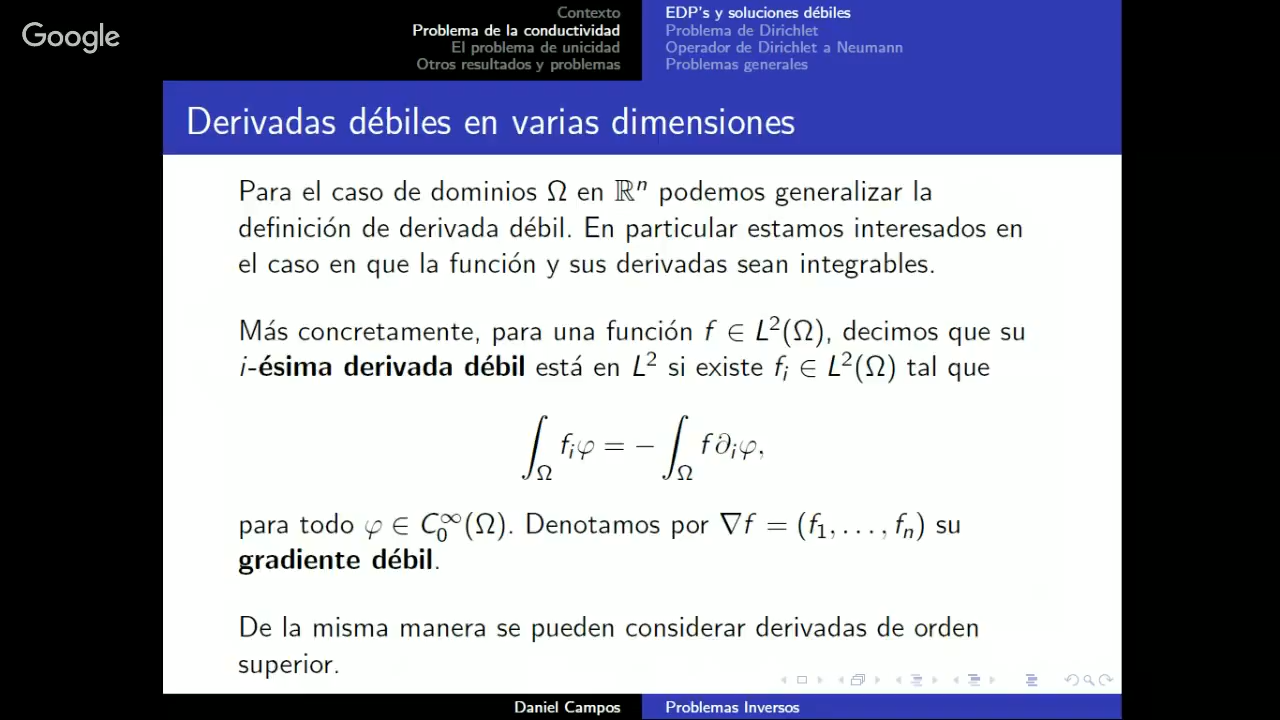 Google
Contexto
Problema de la conductividad
El problema de unicidad
Otros resultados y problemas
EDP's y soluciones débiles
Problema de Dirichlet
Operador de Dirichlet a Neumann
Problemas generales
Derivadas débiles en varias dimensiones
Para el caso de dominios Ω en ℝⁿ podemos generalizar la
definición de derivada débil. En particular estamos interesados en
el caso en que la función y sus derivadas sean integrables.
Más concretamente, para una función f ∈ L²(Ω), decimos que su
i-ésima derivada débil está en L² si existe fᵢ ∈ L²(Ω) tal que
∫_Ω fᵢφ = − ∫_Ω f∂ᵢφ,
para todo φ ∈ C₀^∞(Ω). Denotamos por ∇f = (f₁, . . . , fₙ) su
gradiente débil.
De la misma manera se pueden considerar derivadas de orden
superior.
Daniel Campos
Problemas Inversos